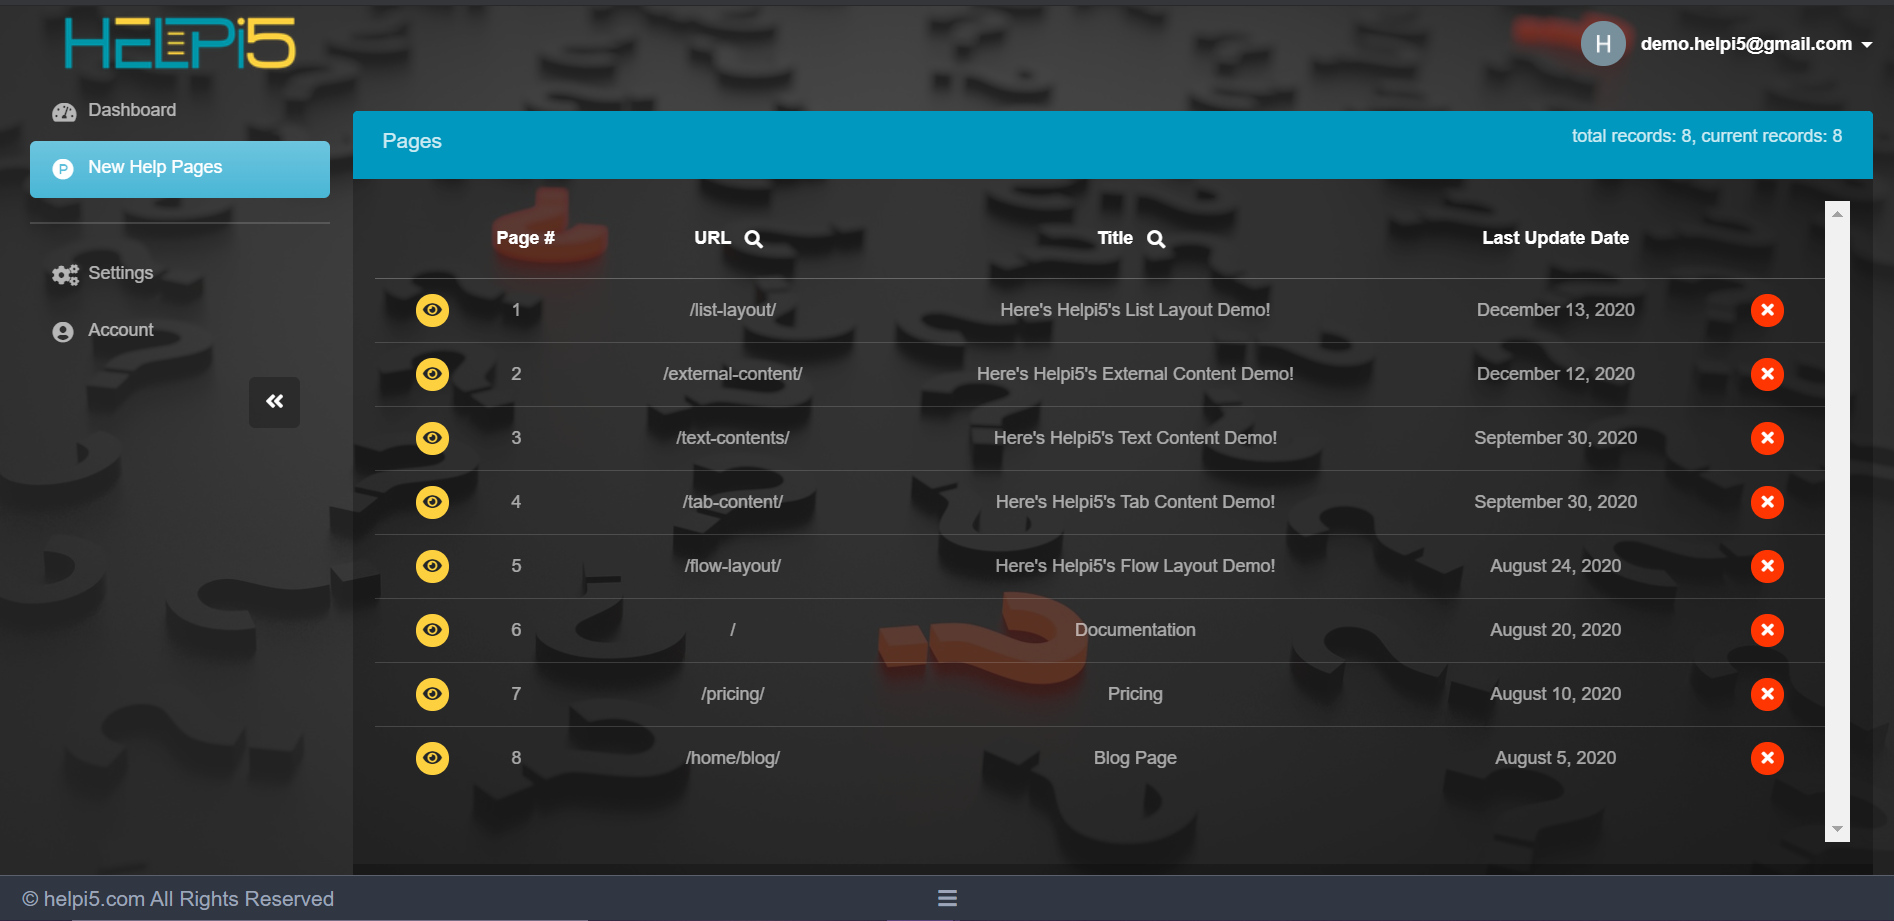 HELPi5
H demo.helpi5@gmail.com
Dashboard
P New Help Pages
Settings
Account
Pages
total records: 8, current records: 8
Page # URL Title Last Update Date
1 /list-layout/ Here's Helpi5's List Layout Demo! December 13, 2020
2 /external-content/ Here's Helpi5's External Content Demo! December 12, 2020
3 /text-contents/ Here's Helpi5's Text Content Demo! September 30, 2020
4 /tab-content/ Here's Helpi5's Tab Content Demo! September 30, 2020
5 /flow-layout/ Here's Helpi5's Flow Layout Demo! August 24, 2020
6 / Documentation August 20, 2020
7 /pricing/ Pricing August 10, 2020
8 /home/blog/ Blog Page August 5, 2020
© helpi5.com All Rights Reserved